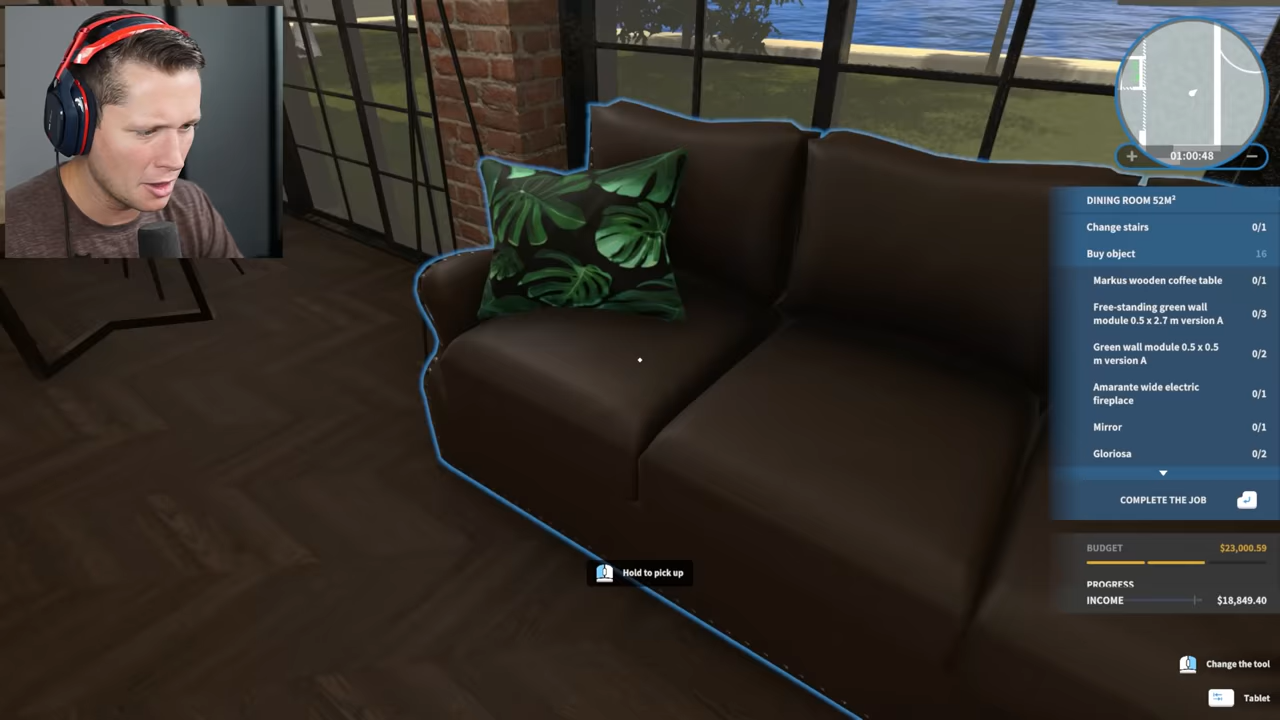 01:00:48
DINING ROOM 52M²
Change stairs 0/1
Buy object 16
Markus wooden coffee table 0/1
Free-standing green wall
module 0.5 x 2.7 m version A 0/3
Green wall module 0.5 x 0.5
m version A 0/2
Amarante wide electric
fireplace 0/1
Mirror 0/1
Gloriosa 0/2
COMPLETE THE JOB
Hold to pick up
BUDGET $23,000.59
PROGRESS
INCOME $18,849.40
Change the tool
Tablet